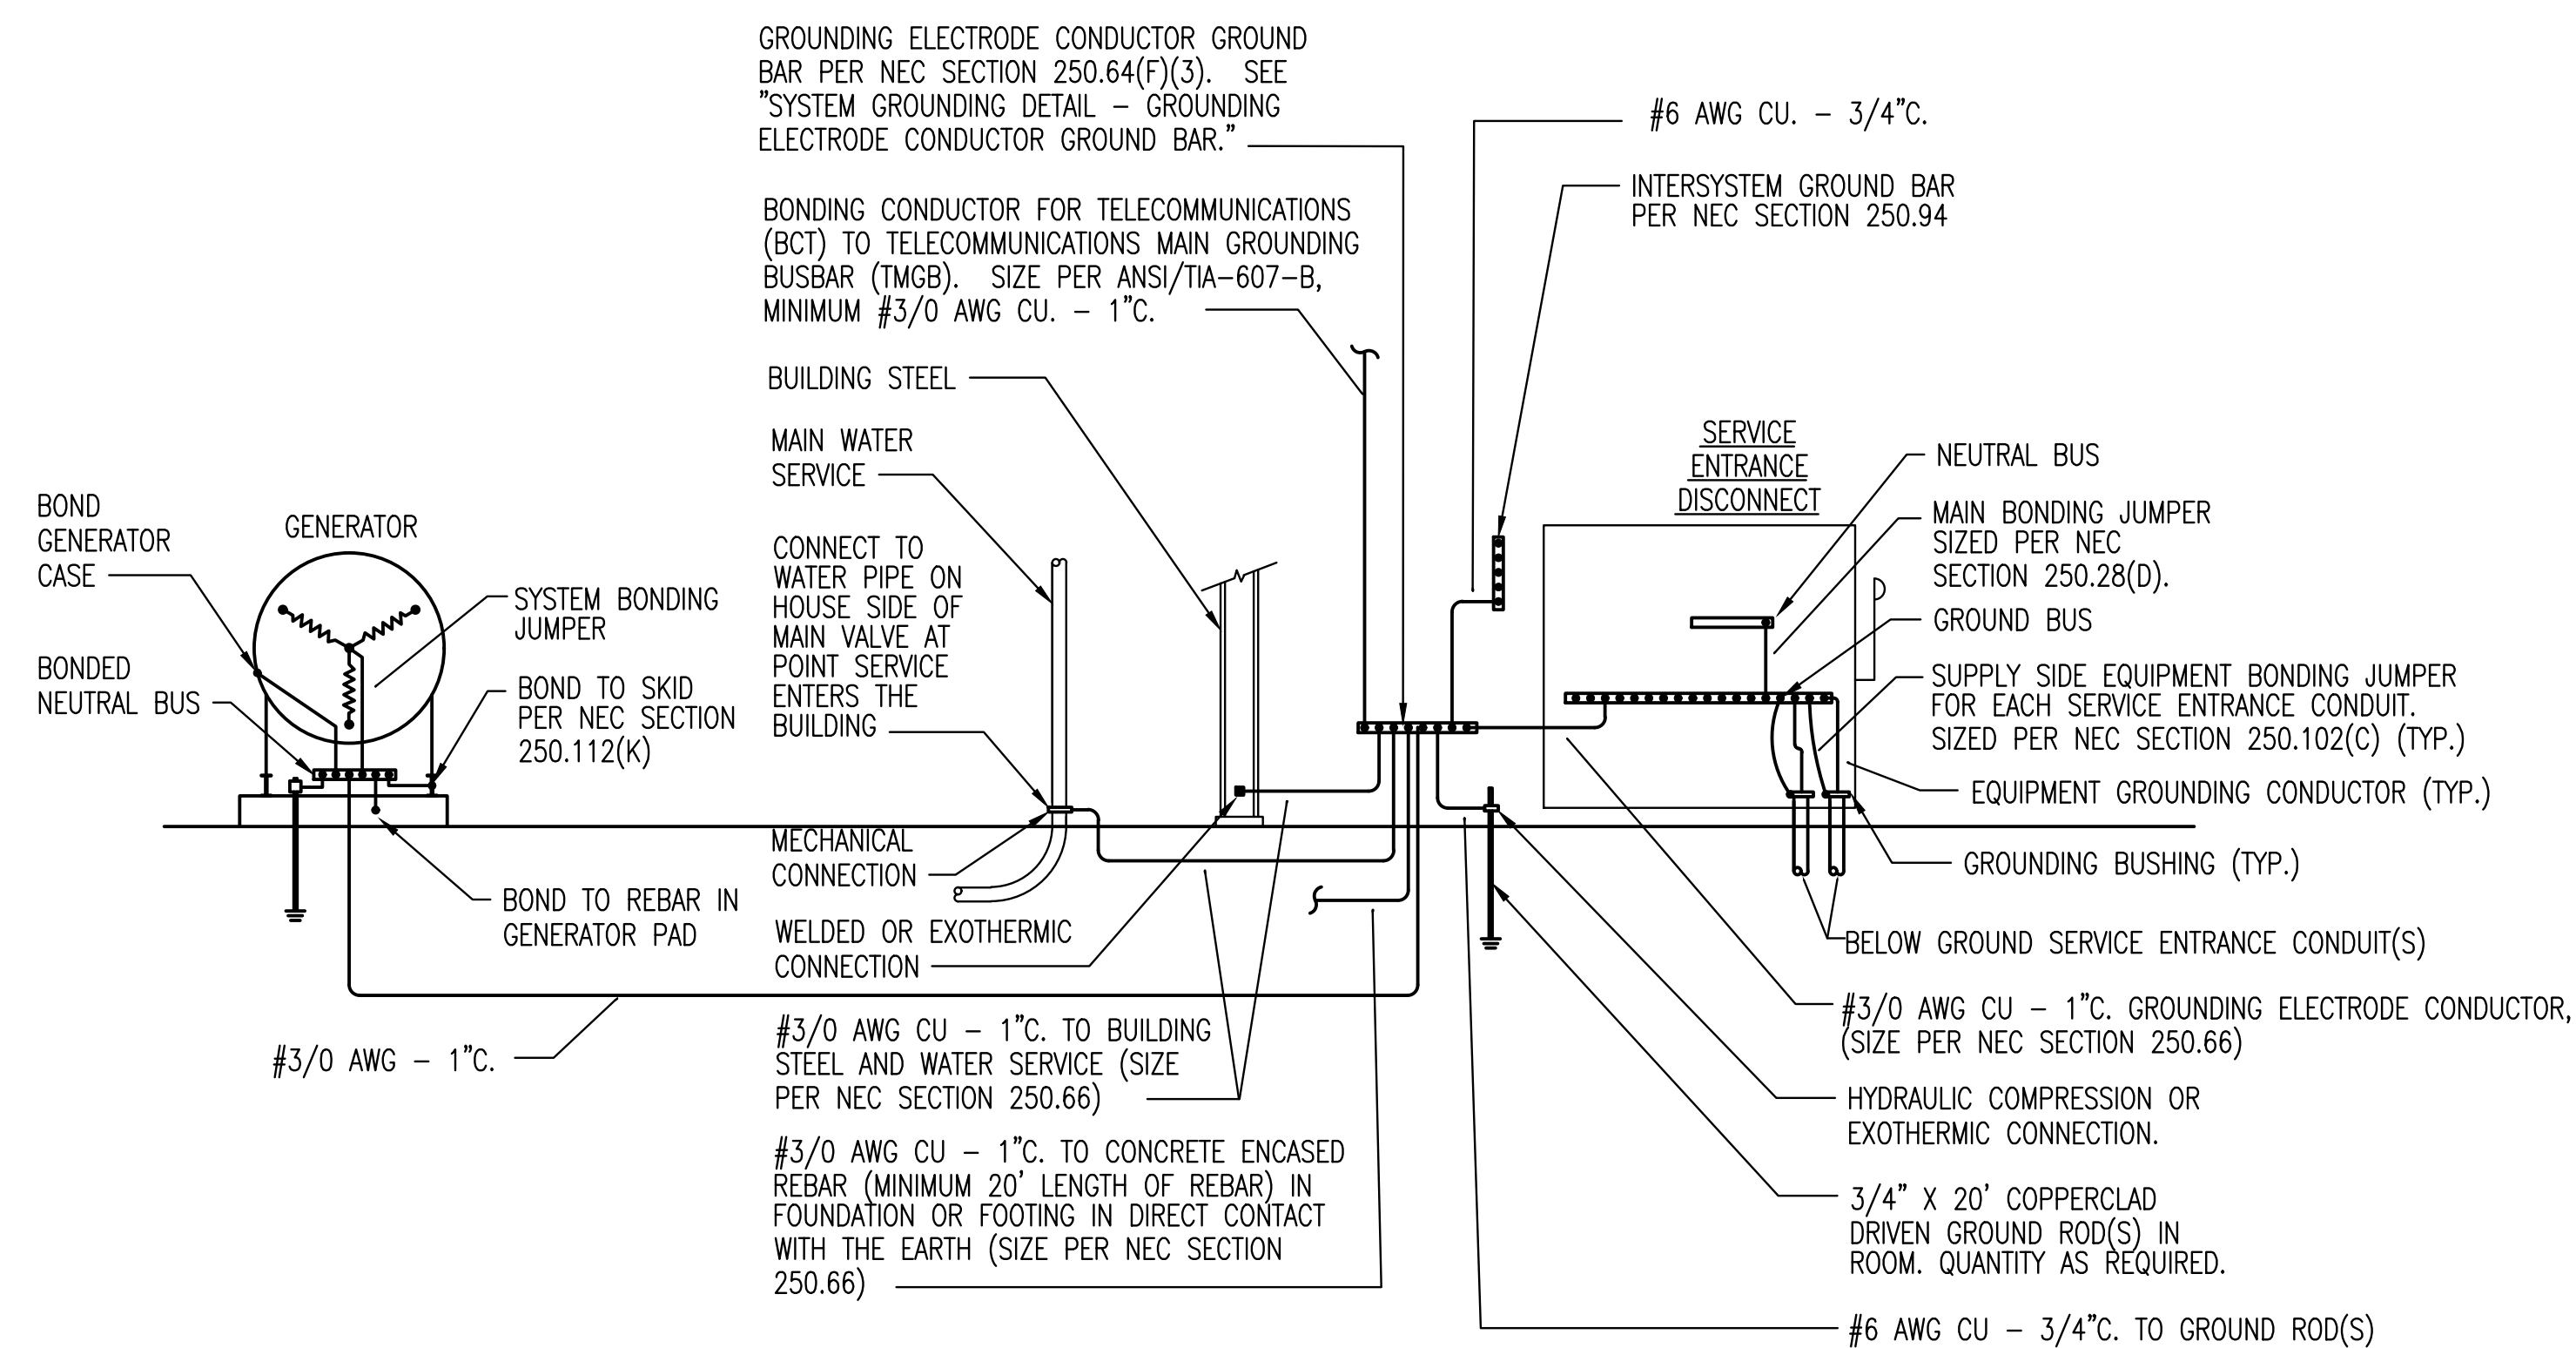 GROUNDING ELECTRODE CONDUCTOR GROUND
BAR PER NEC SECTION 250.64(F)(3). SEE
"SYSTEM GROUNDING DETAIL – GROUNDING
ELECTRODE CONDUCTOR GROUND BAR."
#6 AWG CU. – 3/4"C.
INTERSYSTEM GROUND BAR
PER NEC SECTION 250.94
BONDING CONDUCTOR FOR TELECOMMUNICATIONS
(BCT) TO TELECOMMUNICATIONS MAIN GROUNDING
BUSBAR (TMGB). SIZE PER ANSI/TIA-607-B,
MINIMUM #3/0 AWG CU. – 1"C.
BUILDING STEEL
MAIN WATER
SERVICE
CONNECT TO
WATER PIPE ON
HOUSE SIDE OF
MAIN VALVE AT
POINT SERVICE
ENTERS THE
BUILDING
MECHANICAL
CONNECTION
WELDED OR EXOTHERMIC
CONNECTION
#3/0 AWG CU – 1"C. TO BUILDING
STEEL AND WATER SERVICE (SIZE
PER NEC SECTION 250.66)
#3/0 AWG CU – 1"C. TO CONCRETE ENCASED
REBAR (MINIMUM 20' LENGTH OF REBAR) IN
FOUNDATION OR FOOTING IN DIRECT CONTACT
WITH THE EARTH (SIZE PER NEC SECTION
250.66)
BOND
GENERATOR
CASE
GENERATOR
BONDED
NEUTRAL BUS
SYSTEM BONDING
JUMPER
BOND TO SKID
PER NEC SECTION
250.112(K)
BOND TO REBAR IN
GENERATOR PAD
#3/0 AWG – 1"C.
SERVICE
ENTRANCE
DISCONNECT
NEUTRAL BUS
MAIN BONDING JUMPER
SIZED PER NEC
SECTION 250.28(D).
GROUND BUS
SUPPLY SIDE EQUIPMENT BONDING JUMPER
FOR EACH SERVICE ENTRANCE CONDUIT.
SIZED PER NEC SECTION 250.102(C) (TYP.)
EQUIPMENT GROUNDING CONDUCTOR (TYP.)
GROUNDING BUSHING (TYP.)
BELOW GROUND SERVICE ENTRANCE CONDUIT(S)
#3/0 AWG CU – 1"C. GROUNDING ELECTRODE CONDUCTOR,
(SIZE PER NEC SECTION 250.66)
HYDRAULIC COMPRESSION OR
EXOTHERMIC CONNECTION.
3/4" X 20' COPPERCLAD
DRIVEN GROUND ROD(S) IN
ROOM. QUANTITY AS REQUIRED.
#6 AWG CU – 3/4"C. TO GROUND ROD(S)